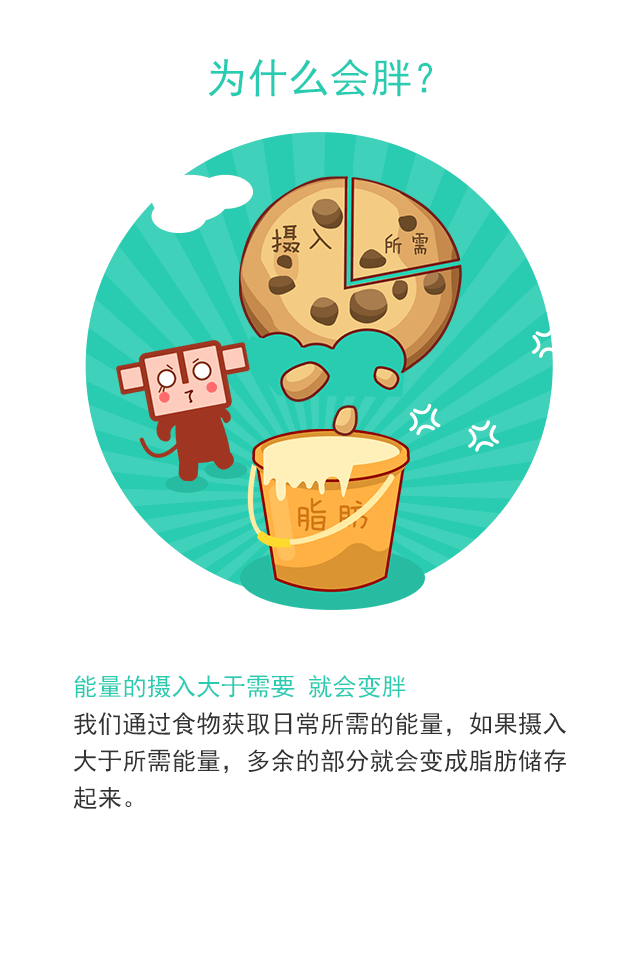 为什么会胖?
摄入
所需
脂肪
能量的摄入大于需要 就会变胖
我们通过食物获取日常所需的能量，如果摄入
大于所需能量，多余的部分就会变成脂肪储存
起来。